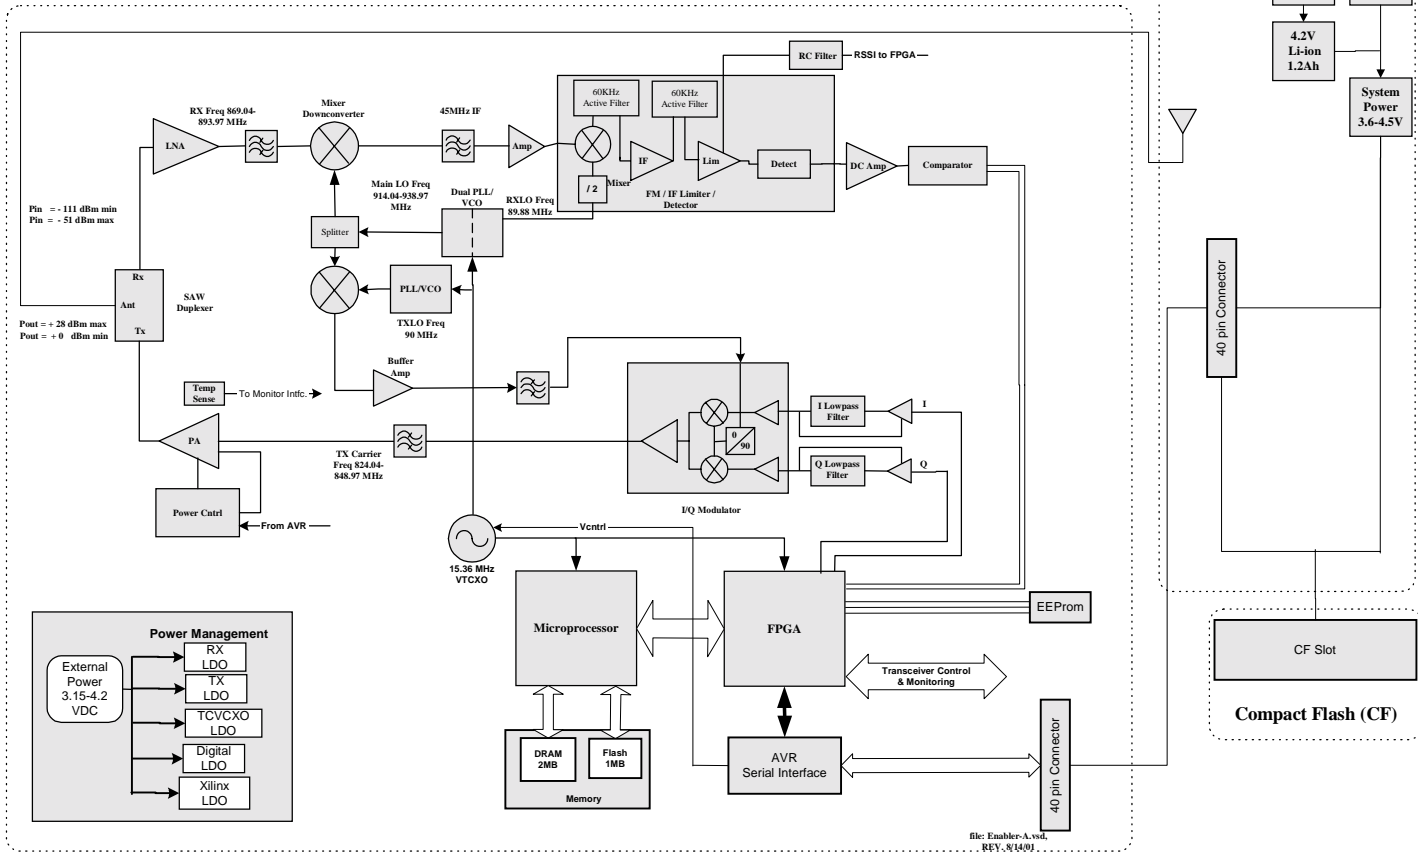 4.2V
Li-ion
1.2Ah
System
Power
3.6-4.5V
RC Filter
RSSI to FPGA
RX Freq 869.04-
893.97 MHz
Mixer
Downconverter
45MHz IF
60KHz
Active Filter
60KHz
Active Filter
LNA
Amp
IF
Lim
Detect
DC Amp
Comparator
/ 2
Mixer
FM / IF Limiter /
Detector
Main LO Freq
914.04-938.97
MHz
Dual PLL/
VCO
RXLO Freq
89.88 MHz
Pin = - 111 dBm min
Pin = - 51 dBm max
Splitter
Rx
Ant
Tx
SAW
Duplexer
PLL/VCO
TXLO Freq
90 MHz
Pout = + 28 dBm max
Pout = + 0 dBm min
40 pin Connector
Buffer
Amp
Temp
Sense
To Monitor Intfc.
PA
TX Carrier
Freq 824.04-
848.97 MHz
0
90
I Lowpass
Filter
I
Q Lowpass
Filter
Q
I/Q Modulator
Power Cntrl
From AVR
Vcntrl
15.36 MHz
VTCXO
Microprocessor
FPGA
EEProm
Transceiver Control
& Monitoring
CF Slot
Compact Flash (CF)
Power Management
External
Power
3.15-4.2
VDC
RX
LDO
TX
LDO
TCVCXO
LDO
Digital
LDO
Xilinx
LDO
DRAM
2MB
Flash
1MB
Memory
AVR
Serial Interface
40 pin Connector
file: Enabler-A.vsd,
REV. 8/14/01